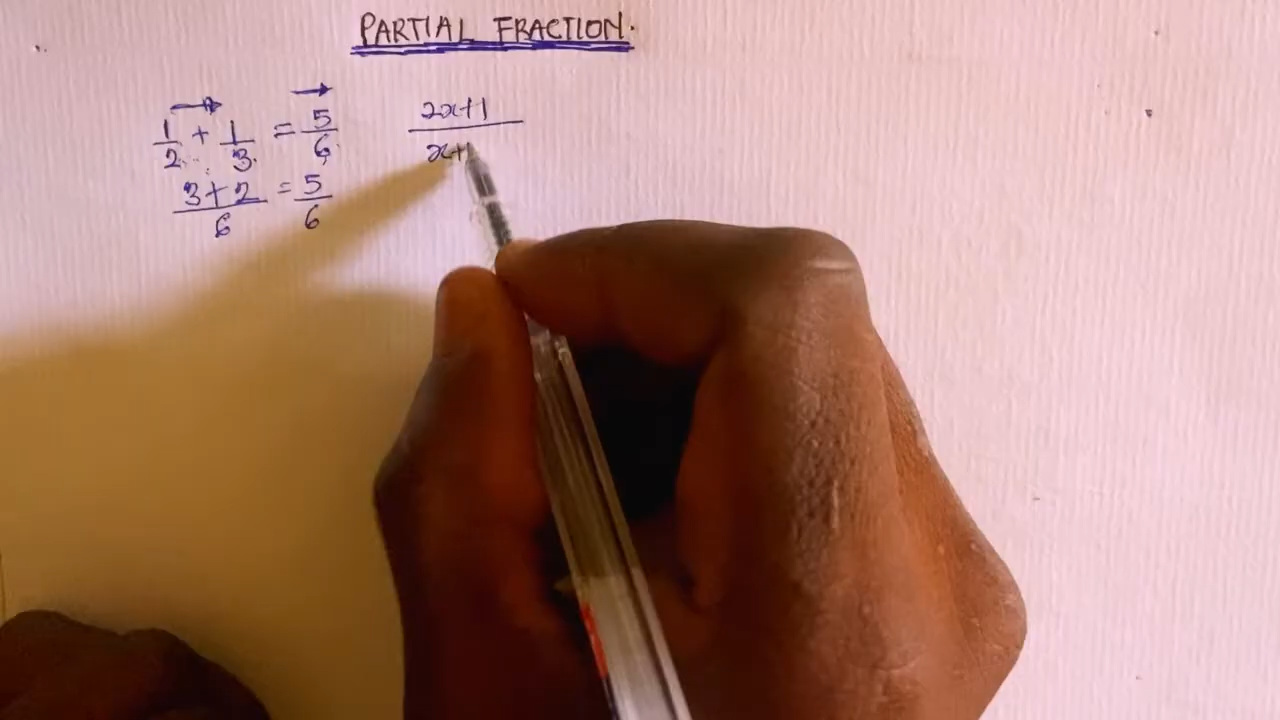 PARTIAL FRACTION.
1/2 + 1/3 = 5/6
3+2/6 = 5/6
2x+1
x+